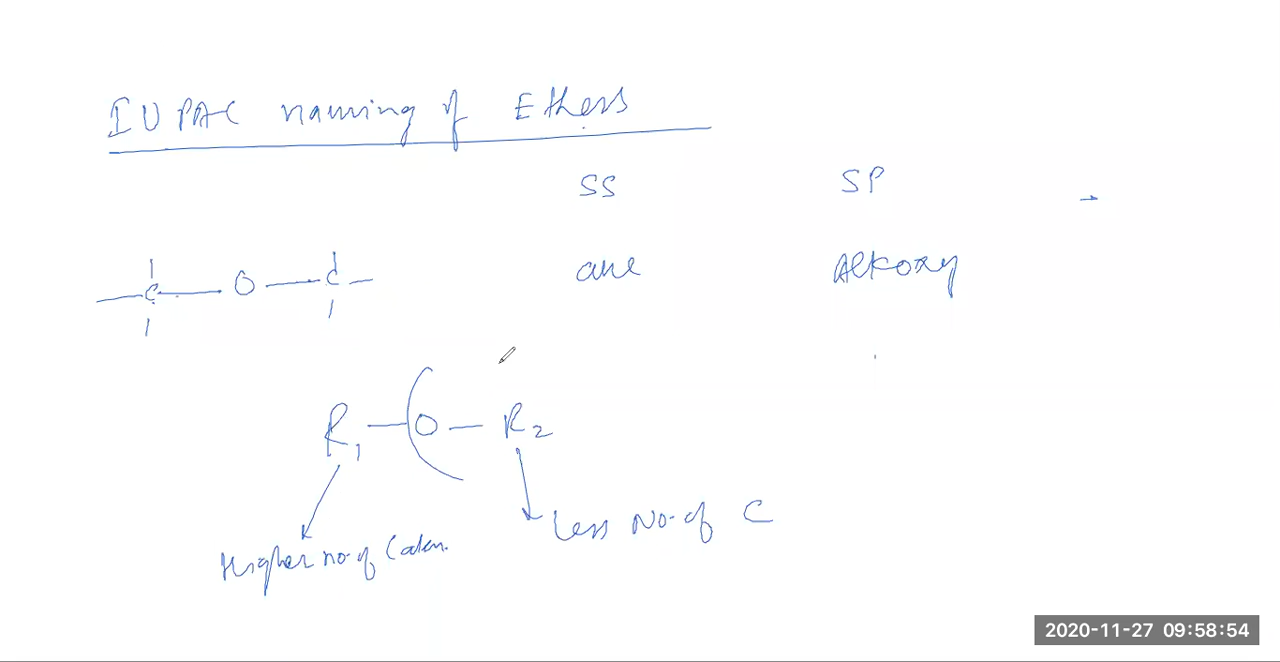 IUPAC naming of Ethers
SS SP
- C - O - C -
ane Alkoxy
R1 - O - R2
Higher no. of C atom.
Less No. of C
2020-11-27 09:58:54